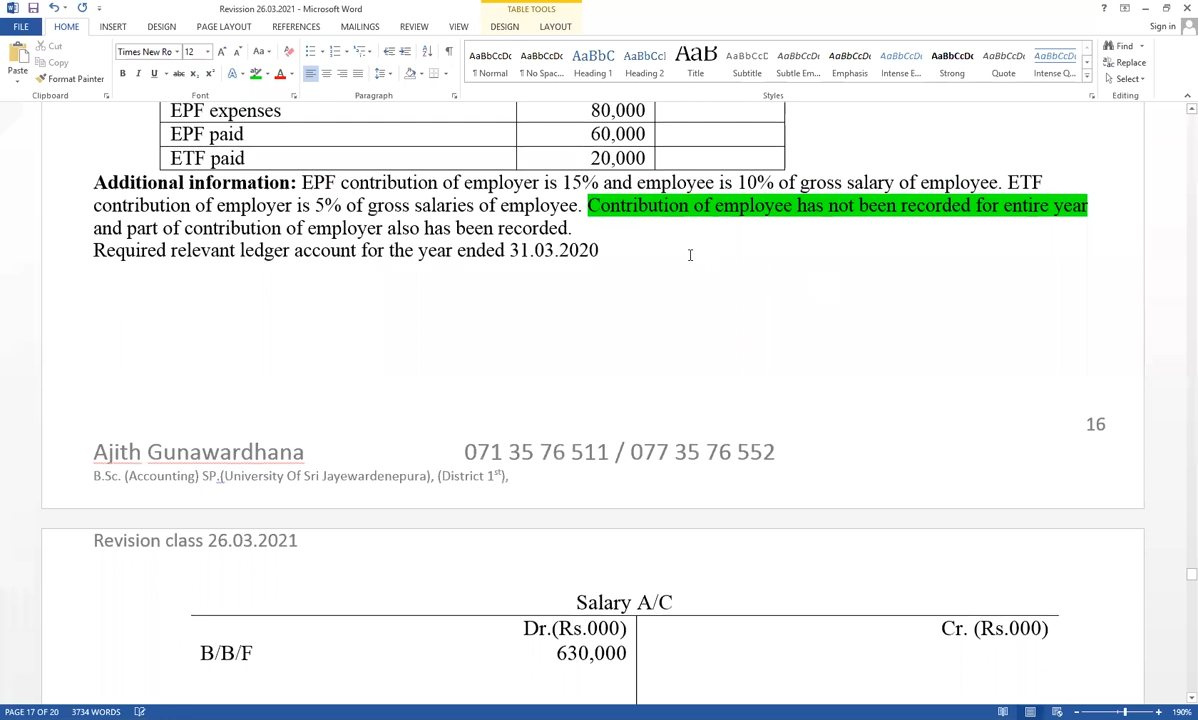 Revision 26.03.2021 - Microsoft Word
TABLE TOOLS
FILE HOME INSERT DESIGN PAGE LAYOUT REFERENCES MAILINGS REVIEW VIEW DESIGN LAYOUT
Sign in
Paste
Cut
Copy
Format Painter
Clipboard
Times New Ro 12
Font
Paragraph
AaBbCcDc AaBbCcDc AaBbC AaBbCcI AaB AaBbCcD AaBbCcDc AaBbCcDc AaBbCcDc AaBbCcDc AaBbCcDc AaBbCcDc
¶ Normal ¶ No Spac... Heading 1 Heading 2 Title Subtitle Subtle Em... Emphasis Intense E... Strong Quote Intense Q...
Styles
Find
Replace
Select
Editing
EPF expenses 80,000
EPF paid 60,000
ETF paid 20,000
Additional information: EPF contribution of employer is 15% and employee is 10% of gross salary of employee. ETF
contribution of employer is 5% of gross salaries of employee. Contribution of employee has not been recorded for entire year
and part of contribution of employer also has been recorded.
Required relevant ledger account for the year ended 31.03.2020
16
Ajith Gunawardhana 071 35 76 511 / 077 35 76 552
B.Sc. (Accounting) SP.(University Of Sri Jayewardenepura), (District 1st),
Revision class 26.03.2021
Salary A/C
Dr.(Rs.000) Cr. (Rs.000)
B/B/F 630,000
PAGE 17 OF 20 3734 WORDS 190%